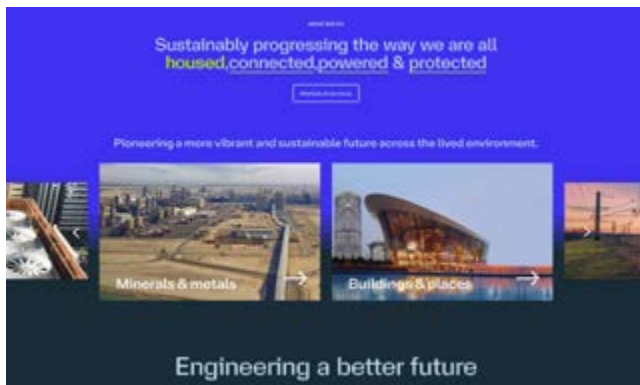 Sustainably progressing the way we are all
housed,connected,powered & protected
Pioneering a more vibrant and sustainable future across the lived environment.
Minerals & metals
Buildings & places
Engineering a better future